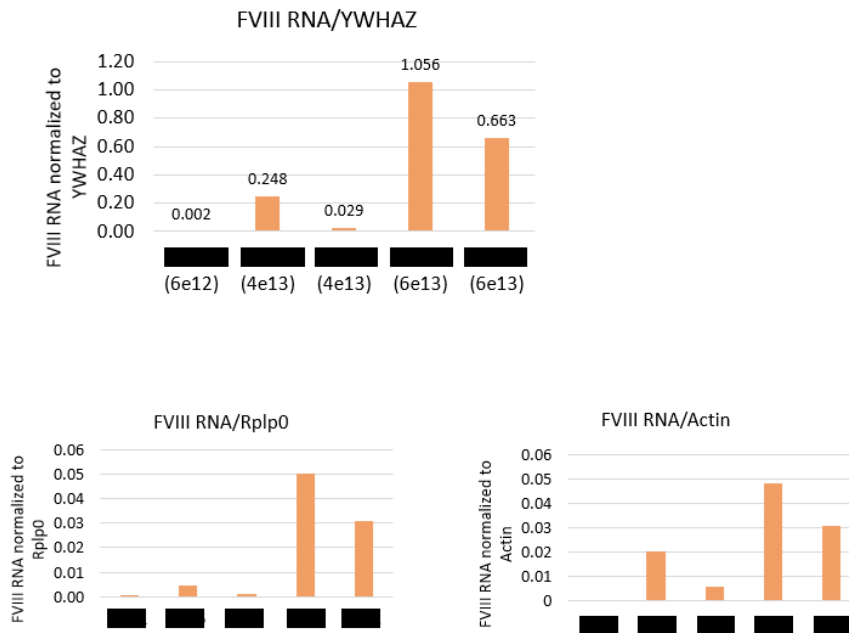 FVIII RNA/YWHAZ
FVIII RNA normalized to
YWHAZ
1.20
1.00
0.80
0.60
0.40
0.20
0.00
0.002
0.248
0.029
1.056
0.663
(6e12) (4e13) (4e13) (6e13) (6e13)
FVIII RNA/Rplp0
FVIII RNA normalized to
Rplp0
0.06
0.05
0.04
0.03
0.02
0.01
0.00
FVIII RNA/Actin
FVIII RNA normalized to
Actin
0.06
0.05
0.04
0.03
0.02
0.01
0